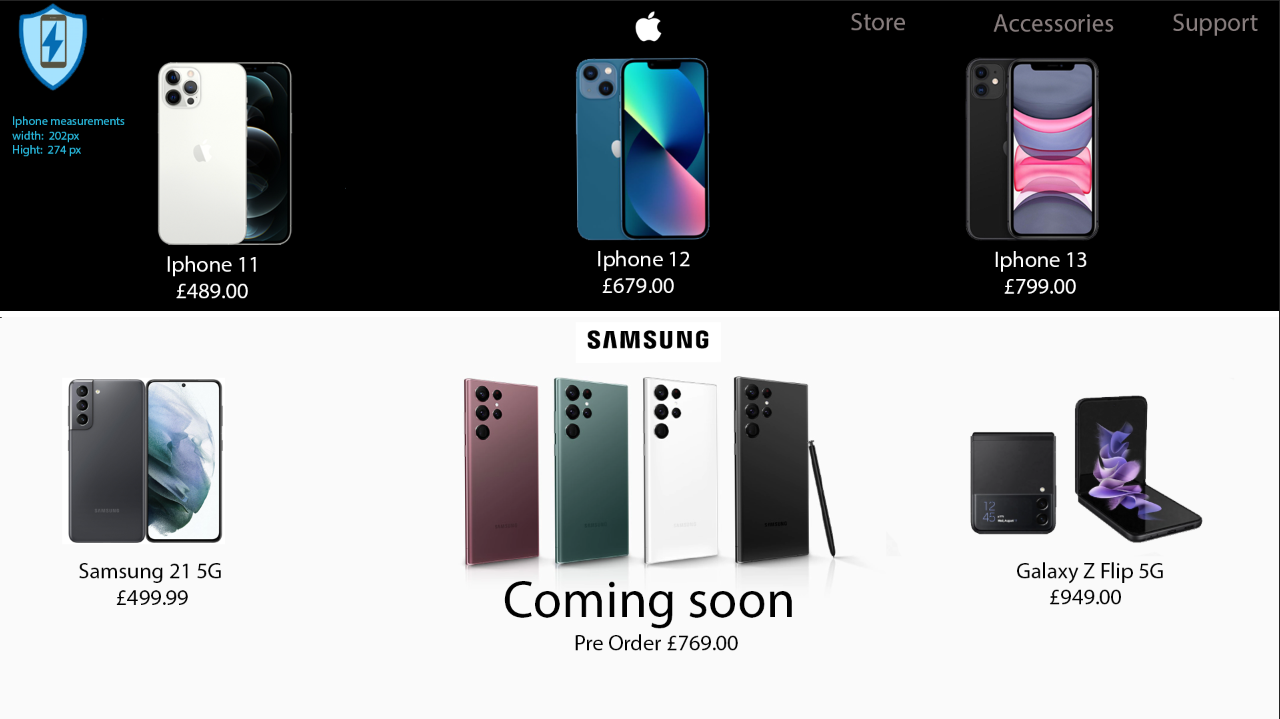 Store
Accessories
Support
Iphone measurements
width: 202px
Hight: 274 px
Iphone 11
£489.00
Iphone 12
£679.00
Iphone 13
£799.00
SAMSUNG
Samsung 21 5G
£499.99
Coming soon
Pre Order £769.00
12
45
Galaxy Z Flip 5G
£949.00